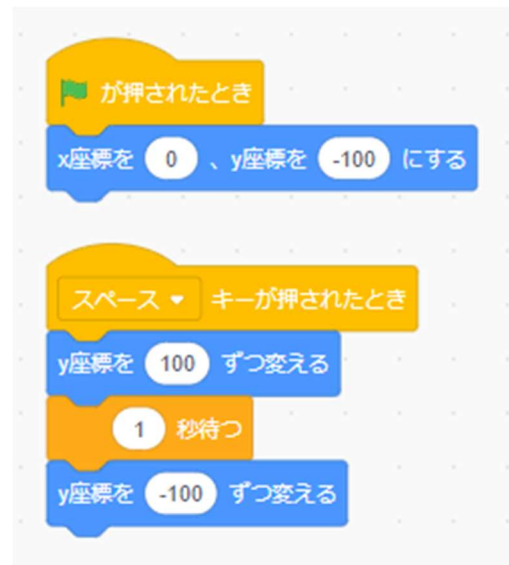 が押されたとき
x座標を 0 、y座標を -100 にする
スペース キーが押されたとき
y座標を 100 ずつ変える
1 秒待つ
y座標を -100 ずつ変える